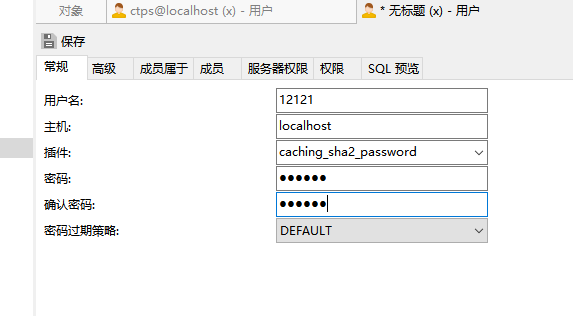 对象 ctps@localhost (x) - 用户 * 无标题 (x) - 用户
保存
常规 高级 成员属于 成员 服务器权限 权限 SQL 预览
用户名: 12121
主机: localhost
插件: caching_sha2_password
密码: ●●●●●●
确认密码: ●●●●●●
密码过期策略: DEFAULT